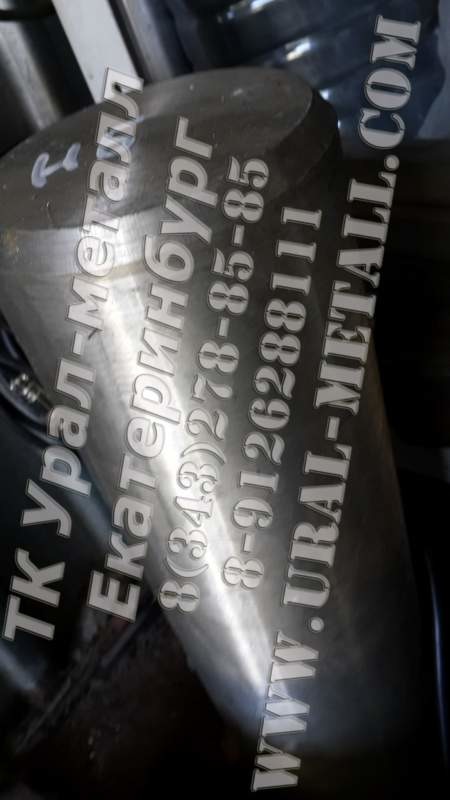 ТК Урал-металл
Екатеринбург
8(343)278-85-85
8-9126288111
WWW.URAL-METALL.COM